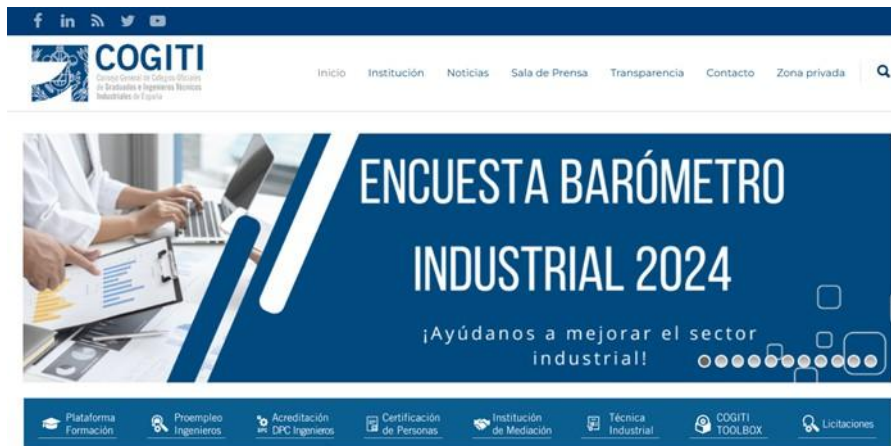 COGITI
Consejo General de Colegios Oficiales
de Graduados e Ingenieros Técnicos
Industriales de España
Inicio Institución Noticias Sala de Prensa Transparencia Contacto Zona privada
ENCUESTA BARÓMETRO
INDUSTRIAL 2024
¡Ayúdanos a mejorar el sector
industrial!
Plataforma
Formación
Proempleo
Ingenieros
Acreditación
DPC Ingenieros
Certificación
de Personas
Institución
de Mediación
Técnica
Industrial
COGITI
TOOLBOX
Licitaciones